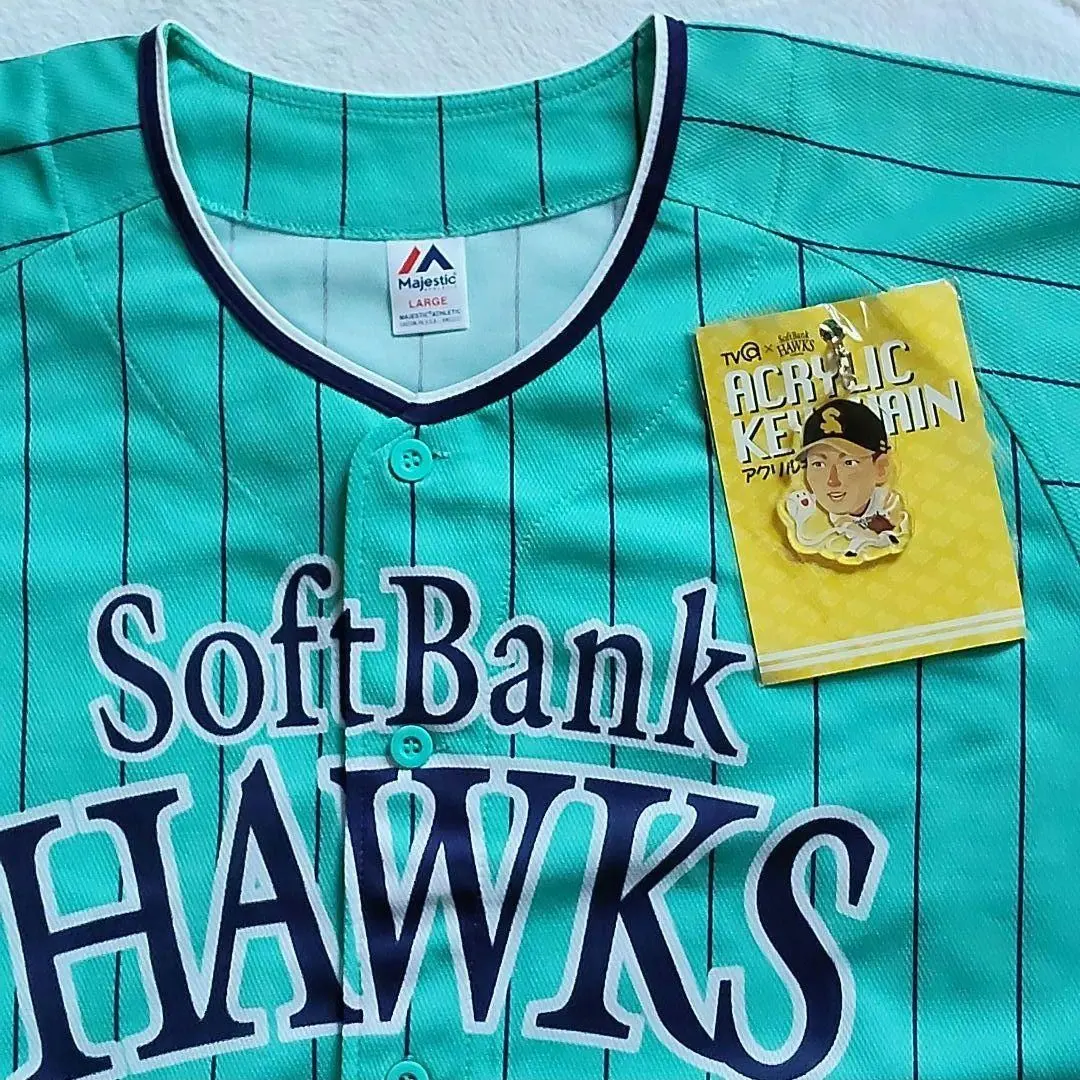 Majestic
LARGE
MAJESTIC ATHLETIC
TVQ × SoftBank
HAWKS
ACRYLIC
KEYCHAIN
アクリル
S
SoftBank
HAWKS